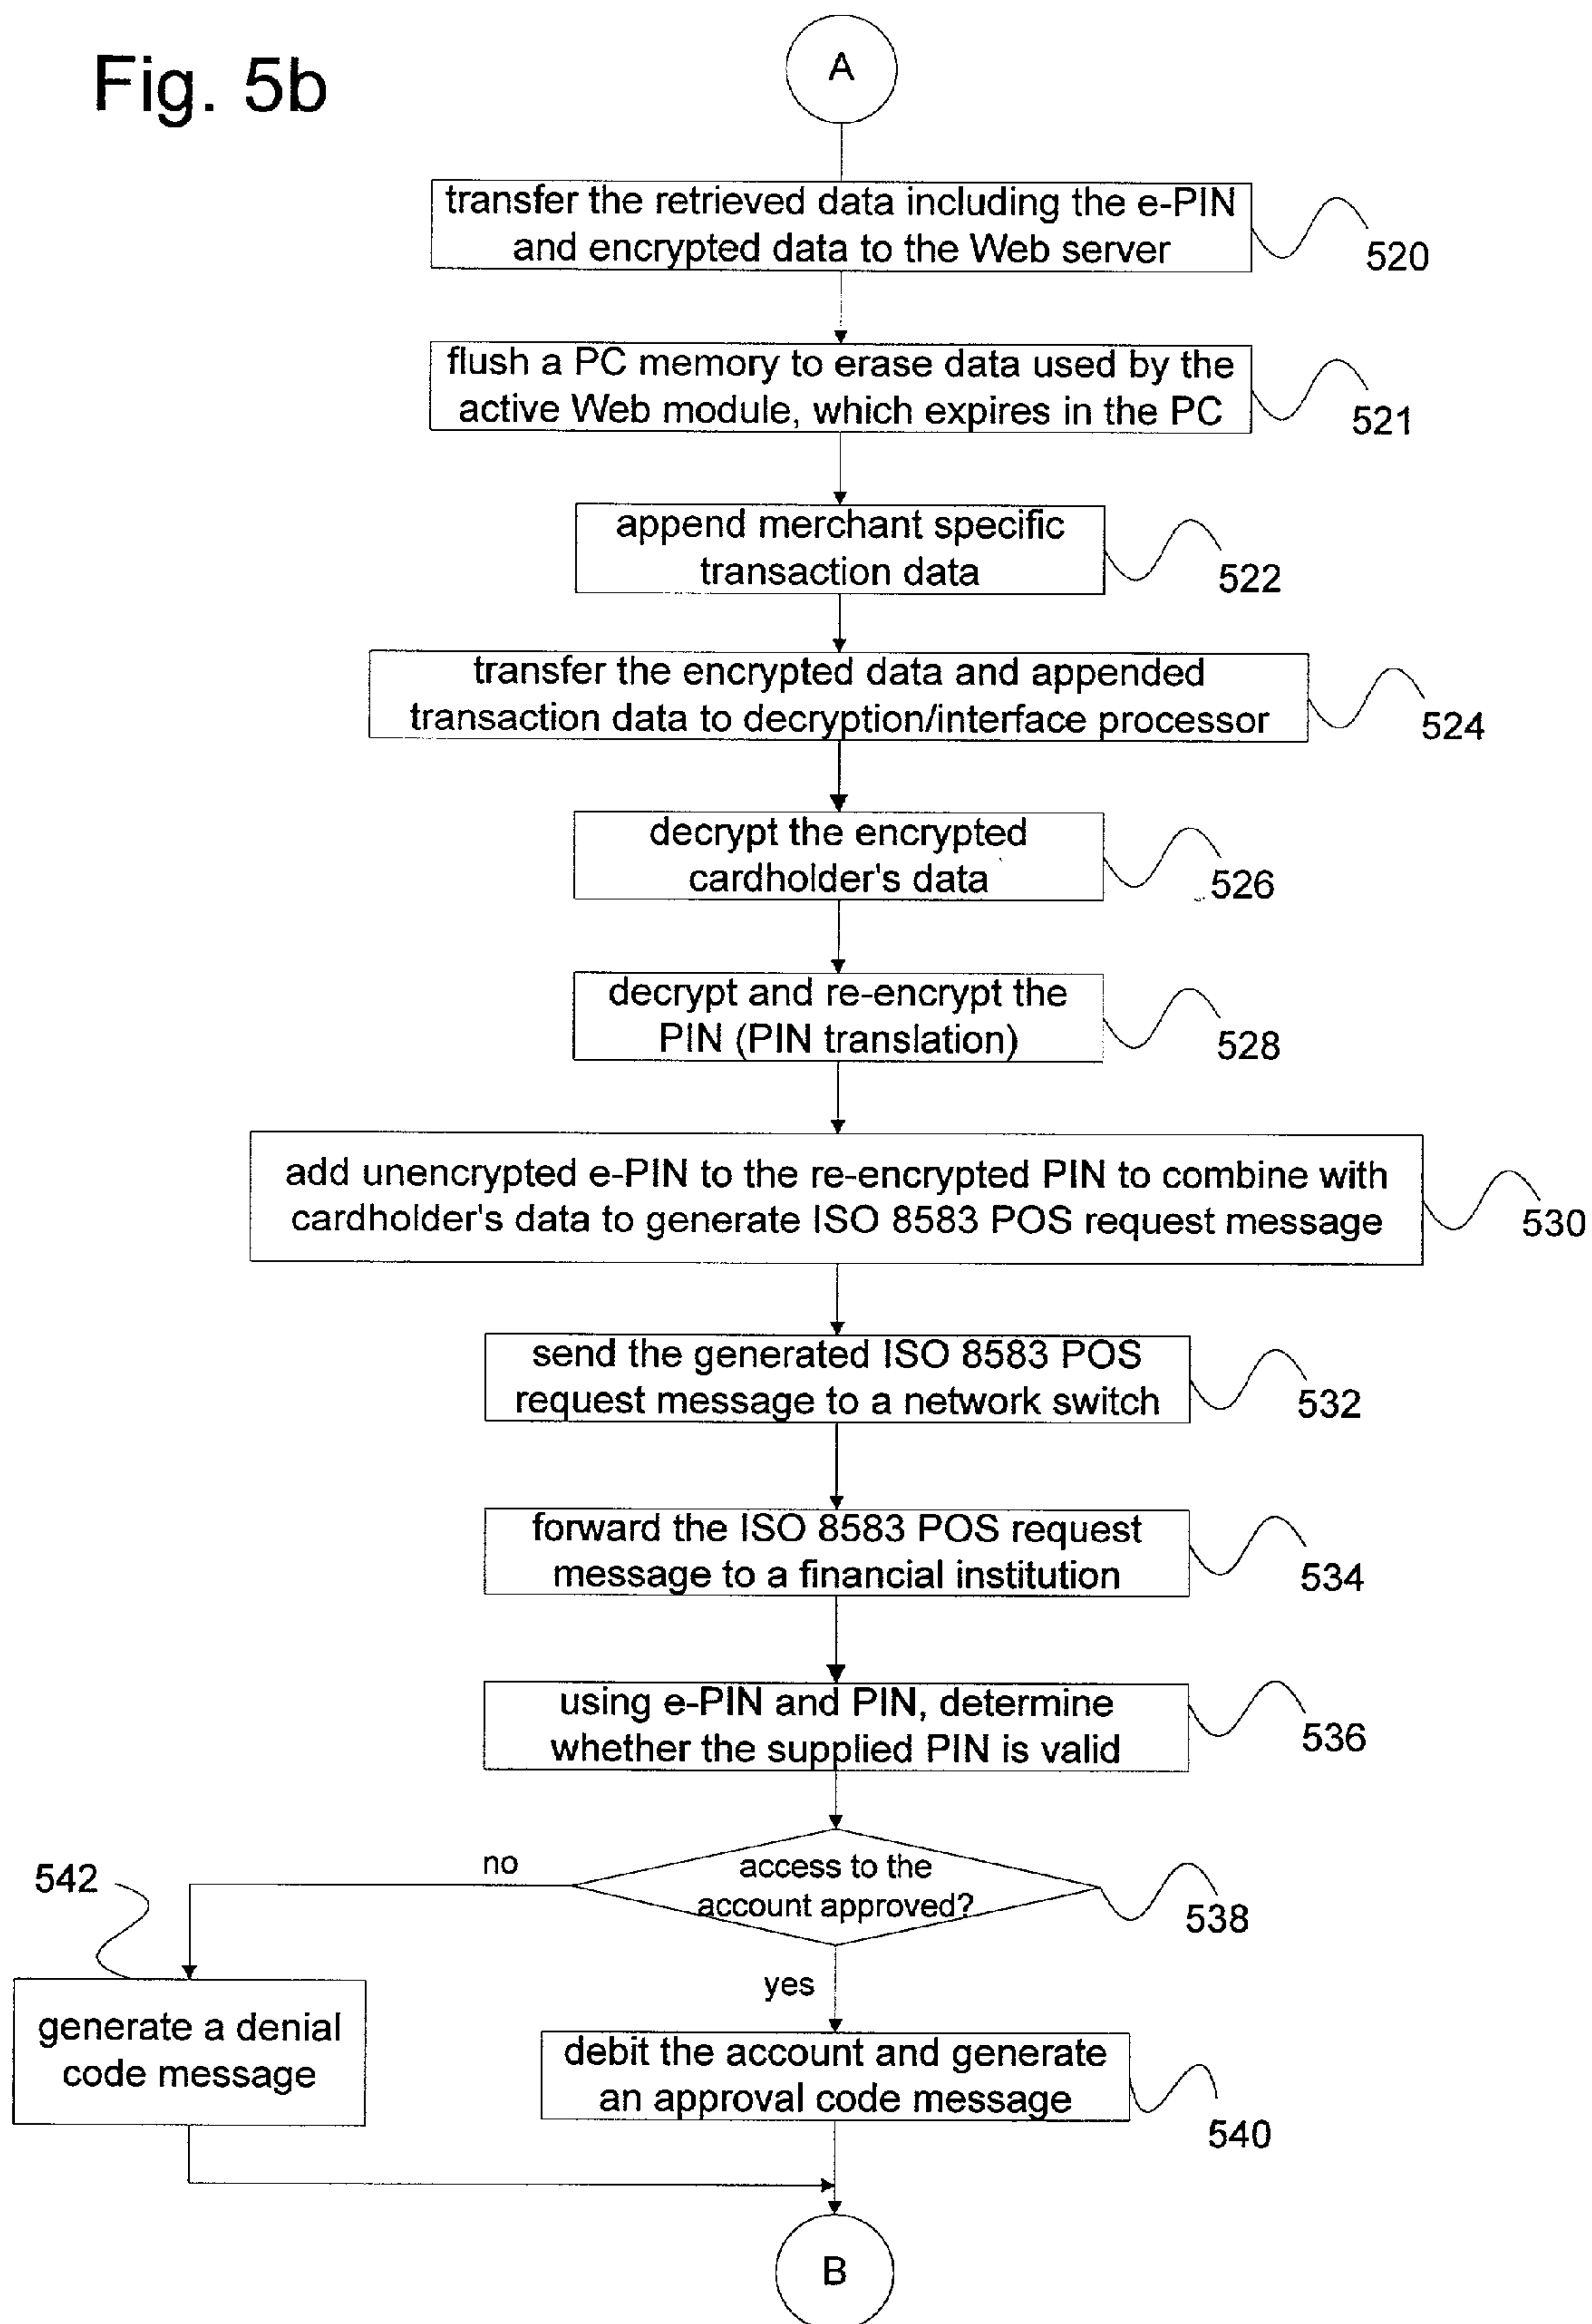 Fig. 5b
A
transfer the retrieved data including the e-PIN
and encrypted data to the Web server
520
flush a PC memory to erase data used by the
active Web module, which expires in the PC
521
append merchant specific
transaction data
522
transfer the encrypted data and appended
transaction data to decryption/interface processor
524
decrypt the encrypted
cardholder's data
526
decrypt and re-encrypt the
PIN (PIN translation)
528
add unencrypted e-PIN to the re-encrypted PIN to combine with
cardholder's data to generate ISO 8583 POS request message
530
send the generated ISO 8583 POS
request message to a network switch
532
forward the ISO 8583 POS request
message to a financial institution
534
using e-PIN and PIN, determine
whether the supplied PIN is valid
536
access to the
account approved?
538
no
542
yes
generate a denial
code message
debit the account and generate
an approval code message
540
B